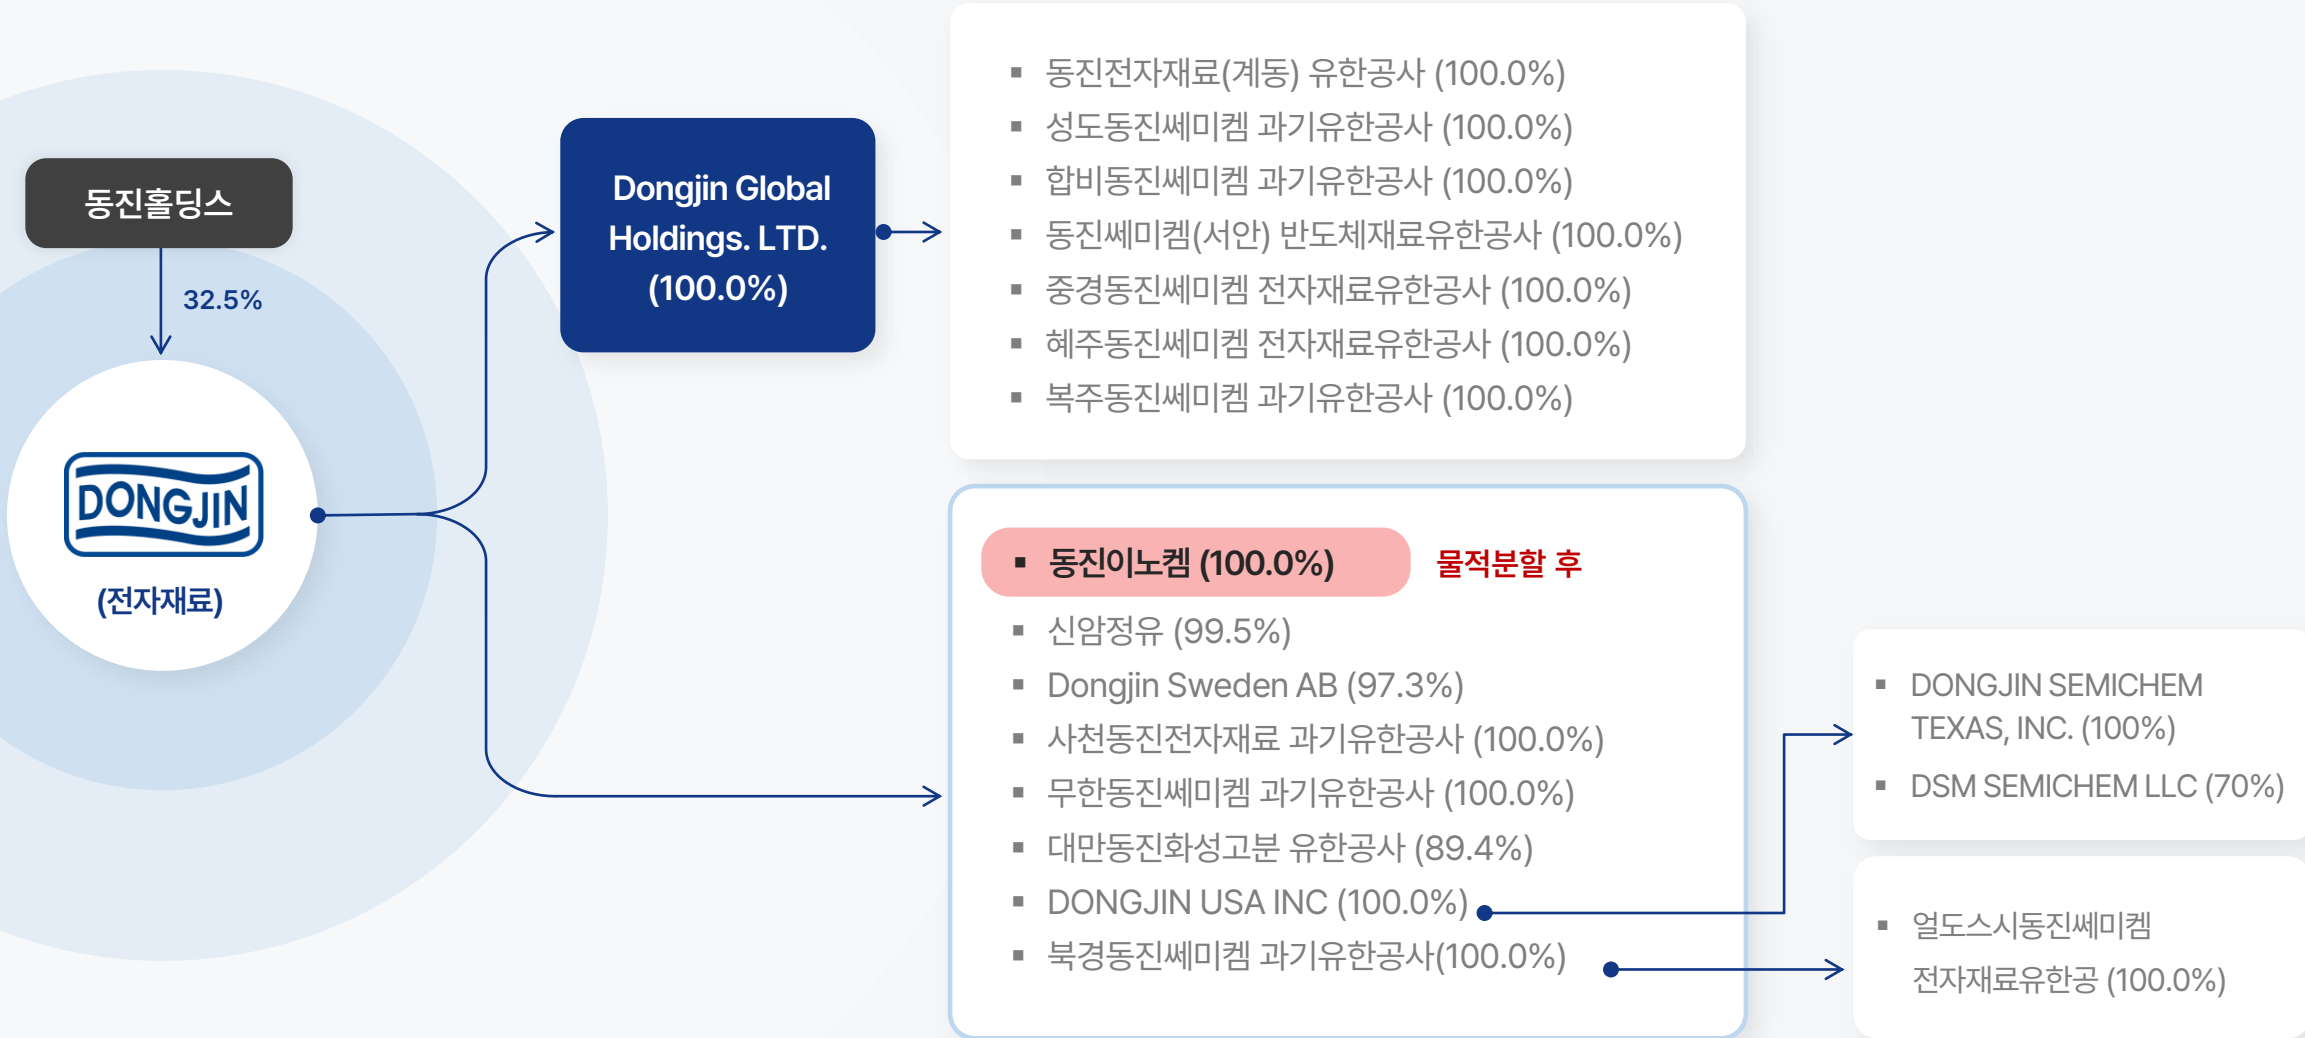 동진홀딩스
32.5%
DONGJIN
(전자재료)
Dongjin Global
Holdings. LTD.
(100.0%)
▪ 동진전자재료(계동) 유한공사 (100.0%)
▪ 성도동진쎄미켐 과기유한공사 (100.0%)
▪ 합비동진쎄미켐 과기유한공사 (100.0%)
▪ 동진쎄미켐(서안) 반도체재료유한공사 (100.0%)
▪ 중경동진쎄미켐 전자재료유한공사 (100.0%)
▪ 혜주동진쎄미켐 전자재료유한공사 (100.0%)
▪ 복주동진쎄미켐 과기유한공사 (100.0%)
▪ 동진이노켐 (100.0%) 물적분할 후
▪ 신암정유 (99.5%)
▪ Dongjin Sweden AB (97.3%)
▪ 사천동진전자재료 과기유한공사 (100.0%)
▪ 무한동진쎄미켐 과기유한공사 (100.0%)
▪ 대만동진화성고분 유한공사 (89.4%)
▪ DONGJIN USA INC (100.0%)
▪ 북경동진쎄미켐 과기유한공사(100.0%)
▪ DONGJIN SEMICHEM
TEXAS, INC. (100%)
▪ DSM SEMICHEM LLC (70%)
▪ 얼도스시동진쎄미켐
전자재료유한공 (100.0%)